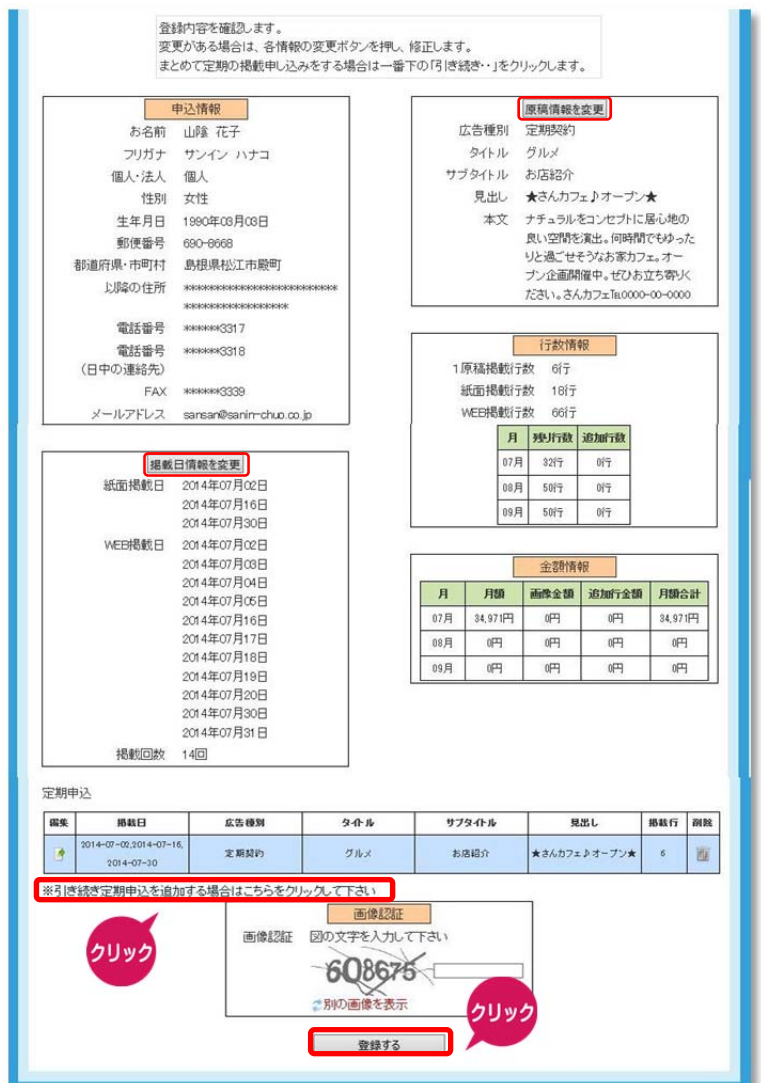 登録内容を確認します。
変更がある場合は、各情報の変更ボタンを押し、修正します。
まとめて定期の掲載申し込みをする場合は一番下の「引き続き・・」をクリックします。
申込情報
お名前 山陰 花子
フリガナ サンイン ハナコ
個人・法人 個人
性別 女性
生年月日 1990年03月03日
郵便番号 690-8668
都道府県・市町村 島根県松江市殿町
以降の住所 **************************
******************
電話番号 ******3317
電話番号 ******3318
(日中の連絡先)
FAX ******3339
メールアドレス sansan@sanin-chuo.co.jp
掲載日情報を変更
紙面掲載日 2014年07月02日
2014年07月16日
2014年07月30日
WEB掲載日 2014年07月02日
2014年07月03日
2014年07月04日
2014年07月05日
2014年07月16日
2014年07月17日
2014年07月18日
2014年07月19日
2014年07月20日
2014年07月30日
2014年07月31日
掲載回数 14回
原稿情報を変更
広告種別 定期契約
タイトル グルメ
サブタイトル お店紹介
見出し ★さんカフェ♪オープン★
本文 ナチュラルをコンセプトに居心地の
良い空間を演出。何時間でもゆった
りと過ごせそうなお家カフェ。オー
プン企画開催中。ぜひお立ち寄りく
ださい。さんカフェ℡0000-00-0000
行数情報
1原稿掲載行数 6行
紙面掲載行数 18行
WEB掲載行数 66行
月 残り行数 追加行数
07月 32行 0行
08月 50行 0行
09月 50行 0行
金額情報
月 月額 画像金額 追加行金額 月額合計
07月 34,971円 0円 0円 34,971円
08月 0円 0円 0円 0円
09月 0円 0円 0円 0円
定期申込
編集 掲載日 広告種別 タイトル サブタイトル 見出し 掲載行 削除
2014-07-02,2014-07-16,
2014-07-30 定期契約 グルメ お店紹介 ★さんカフェ♪オープン★ 6
※引き続き定期申込を追加する場合はこちらをクリックして下さい
クリック
画像認証
画像認証 図の文字を入力して下さい
608675
別の画像を表示
クリック
登録する